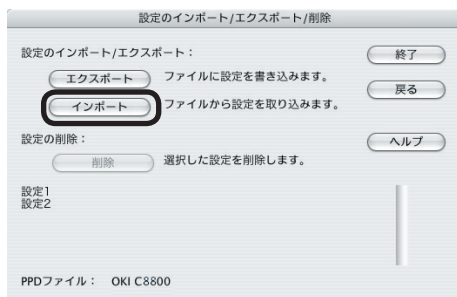 設定のインポート/エクスポート/削除
設定のインポート/エクスポート：
終了
エクスポート ファイルに設定を書き込みます。
戻る
インポート ファイルから設定を取り込みます。
設定の削除：
ヘルプ
削除 選択した設定を削除します。
設定1
設定2
PPDファイル： OKI C8800